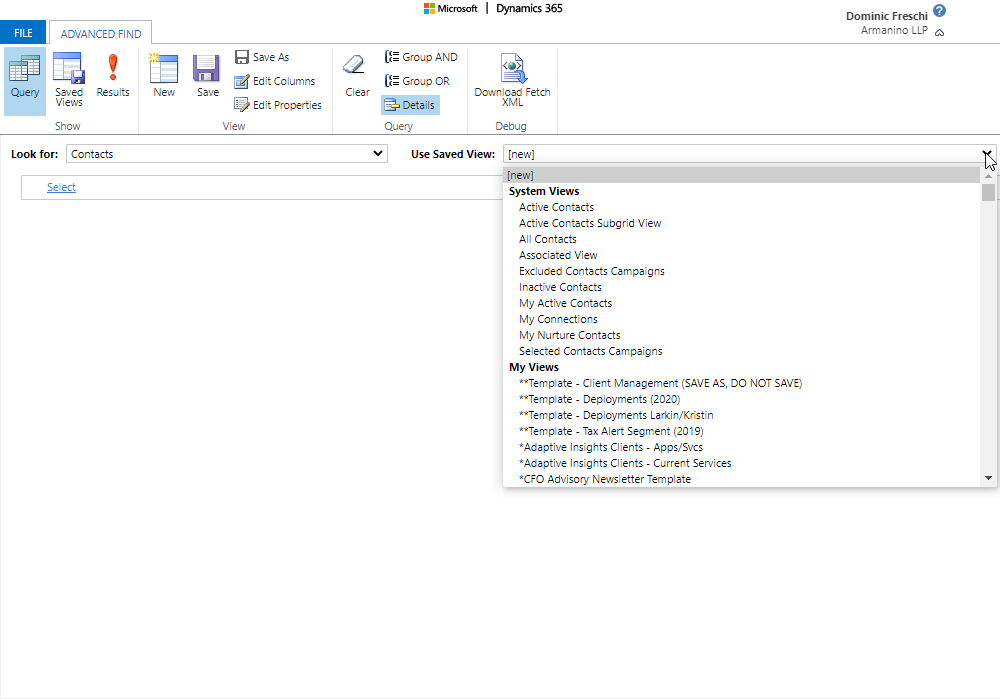 Microsoft | Dynamics 365
Dominic Freschi
Armanino LLP
FILE
ADVANCED FIND
Query
Saved Views
Results
Show
New
Save
Save As
Edit Columns
Edit Properties
View
Clear
Group AND
Group OR
Details
Query
Download Fetch XML
Debug
Look for: Contacts
Use Saved View: [new]
Select
[new]
System Views
Active Contacts
Active Contacts Subgrid View
All Contacts
Associated View
Excluded Contacts Campaigns
Inactive Contacts
My Active Contacts
My Connections
My Nurture Contacts
Selected Contacts Campaigns
My Views
**Template - Client Management (SAVE AS, DO NOT SAVE)
**Template - Deployments (2020)
**Template - Deployments Larkin/Kristin
**Template - Tax Alert Segment (2019)
*Adaptive Insights Clients - Apps/Svcs
*Adaptive Insights Clients - Current Services
*CFO Advisory Newsletter Template